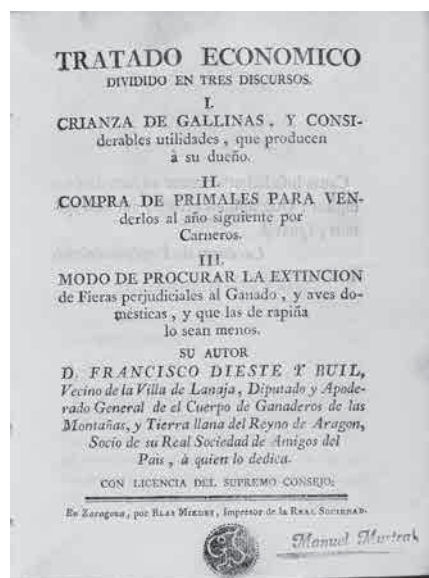 TRATADO ECONOMICO
DIVIDIDO EN TRES DISCURSOS.
I.
CRIANZA DE GALLINAS, Y CONSI-
derables utilidades, que producen
à su dueño.
II.
COMPRA DE PRIMALES PARA VEN-
derlos al año siguiente por
Carneros.
III.
MODO DE PROCURAR LA EXTINCION
de Fieras perjudiciales al Ganado, y aves do-
mesticas, y que las de rapiña
lo sean menos.
SU AUTOR
D. FRANCISCO DIESTE Y BUIL,
Vecino de la Villa de Lanaja, Diputado y Apode-
rado General de el Cuerpo de Ganaderos de las
Montañas, y Tierra llana del Reyno de Aragon,
Socio de su Real Sociedad de Amigos del
Pais, à quien lo dedica.
CON LICENCIA DEL SUPREMO CONSEJO:
En Zaragoza, por BLAS MIEDES, Impresor de la REAL SOCIEDAD.
Manuel